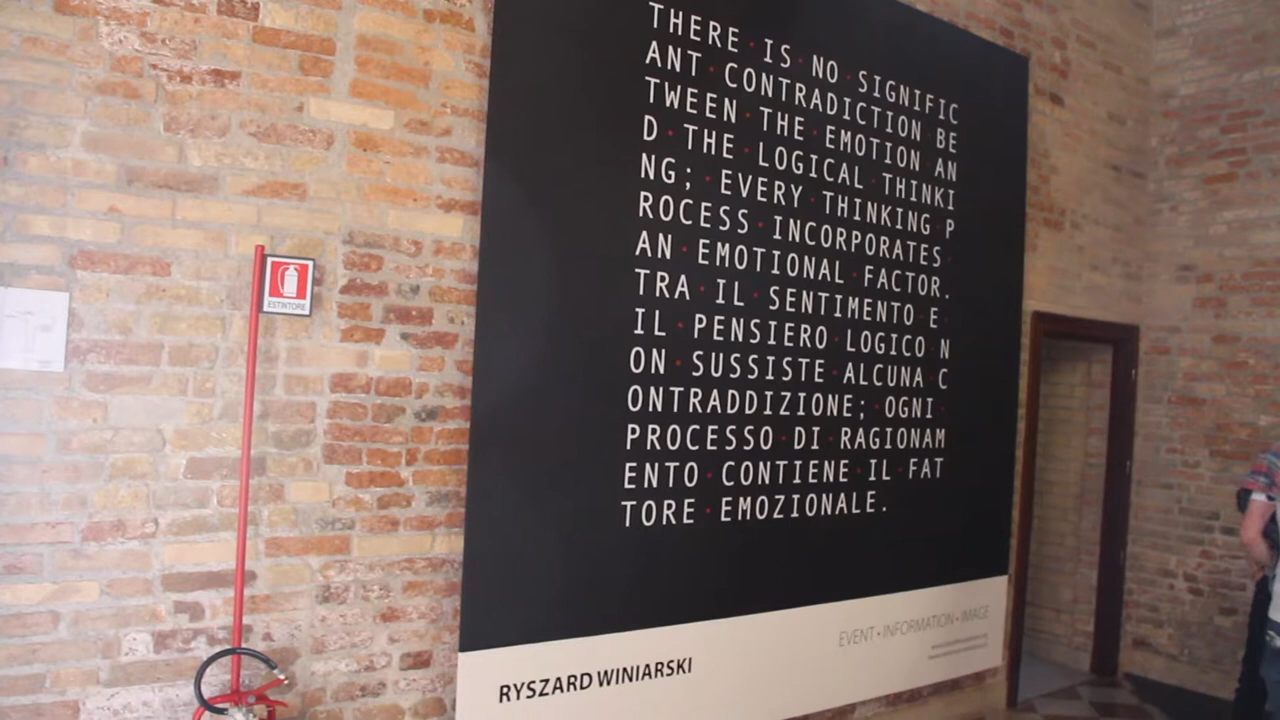 THERE·IS·NO·SIGNIFIC
ANT·CONTRADICTION·BE
TWEEN·THE·EMOTION·AN
D·THE·LOGICAL·THINKI
NG;·EVERY·THINKING·P
ROCESS·INCORPORATES·
AN·EMOTIONAL·FACTOR.
TRA·IL·SENTIMENTO·E·
IL·PENSIERO·LOGICO·N
ON·SUSSISTE·ALCUNA·C
ONTRADDIZIONE;·OGNI·
PROCESSO·DI·RAGIONAM
ENTO·CONTIENE·IL·FAT
TORE·EMOZIONALE.
RYSZARD WINIARSKI
EVENT·INFORMATION·IMAGE
ESTINTORE